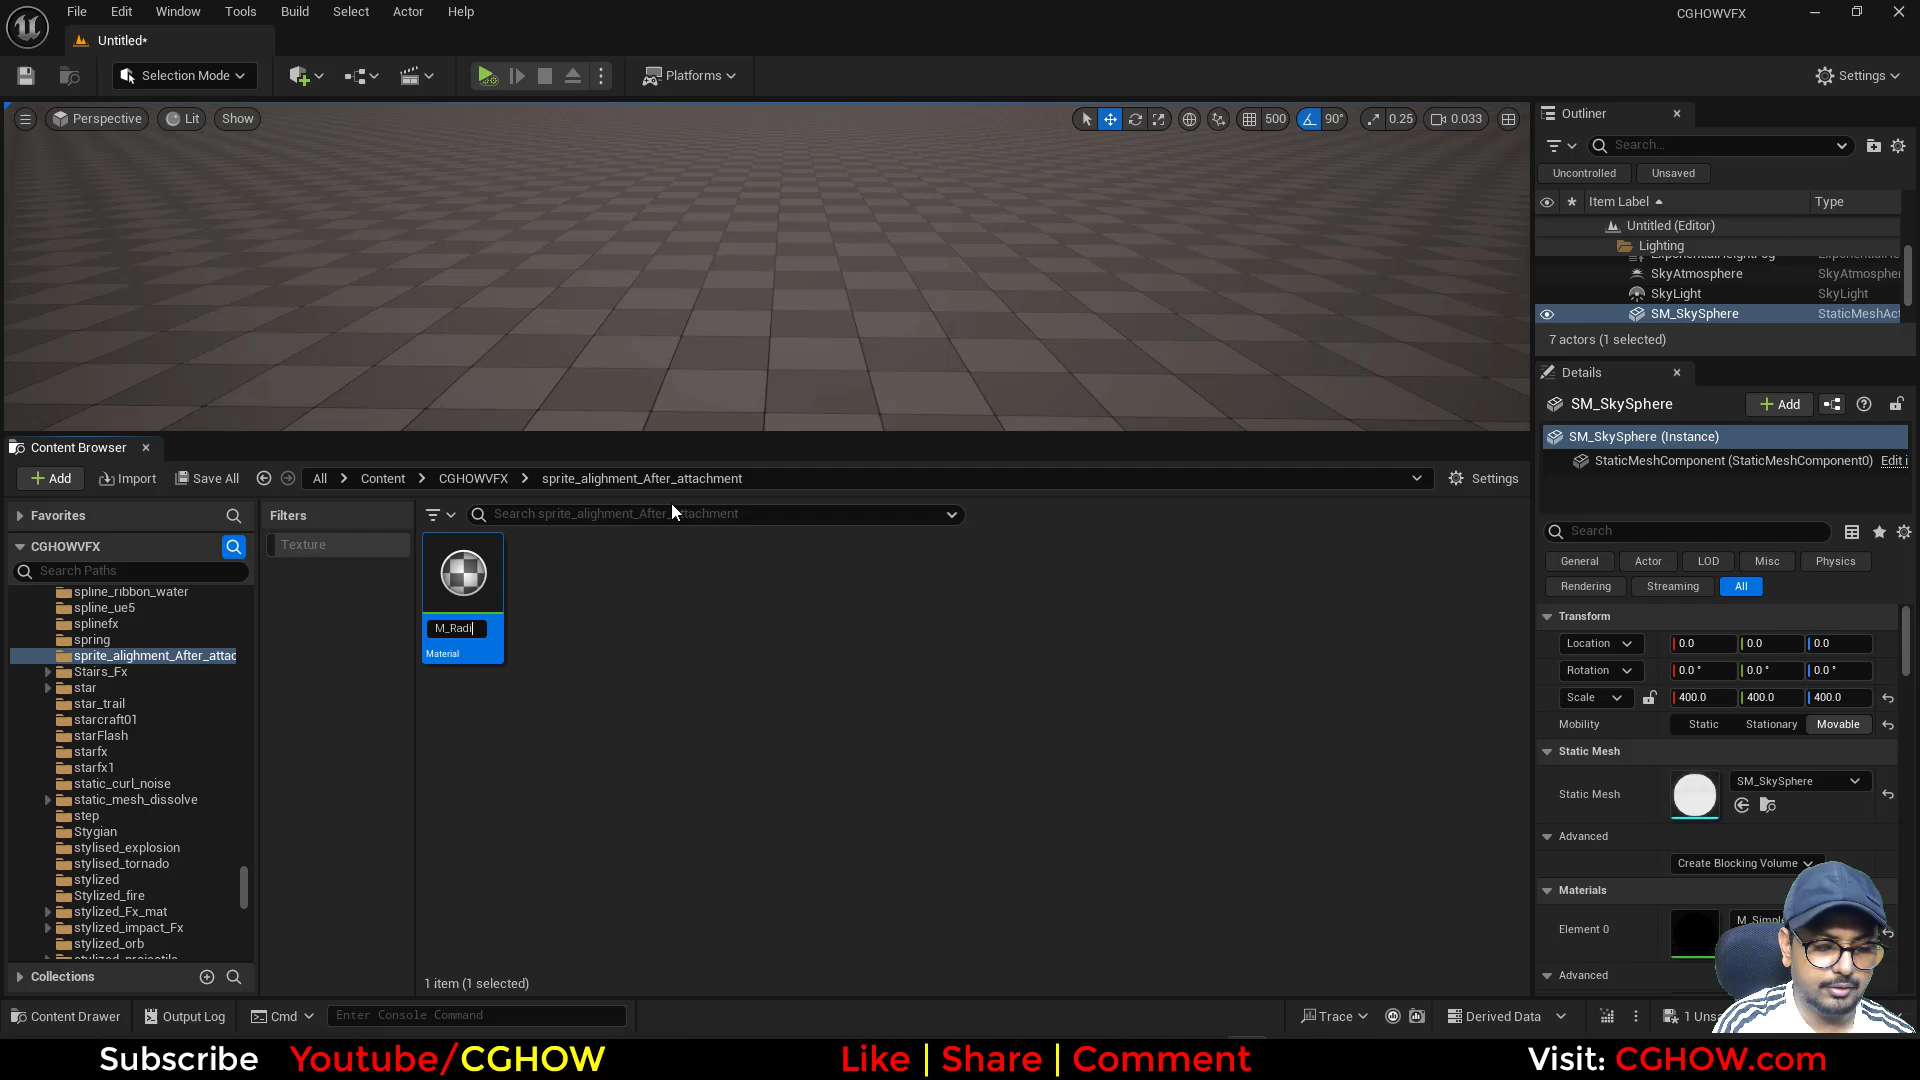 File Edit Window Tools Build Select Actor Help
CGHOWVFX
Untitled*
Selection Mode
Platforms
Settings
Perspective
Lit
Show
500
90°
0.25
0.033
Outliner
Search...
Uncontrolled
Unsaved
Item Label
Type
Untitled (Editor)
Lighting
SkyAtmosphere
SkyAtmospher
SkyLight
SkyLight
SM_SkySphere
StaticMeshAct
7 actors (1 selected)
Details
SM_SkySphere
Add
SM_SkySphere (Instance)
StaticMeshComponent (StaticMeshComponent0)
Edit i
Search
General
Actor
LOD
Misc
Physics
Rendering
Streaming
All
Transform
Location
0.0
0.0
0.0
Rotation
0.0 °
0.0 °
0.0 °
Scale
400.0
400.0
400.0
Mobility
Static
Stationary
Movable
Static Mesh
Static Mesh
SM_SkySphere
Advanced
Create Blocking Volume
Materials
Element 0
M_Simple
Advanced
Content Browser
Add
Import
Save All
All
Content
CGHOWVFX
sprite_alighment_After_attachment
Settings
Favorites
Filters
Search sprite_alighment_After_attachment
Texture
CGHOWVFX
Search Paths
spline_ribbon_water
spline_ue5
splinefx
spring
sprite_alighment_After_attac
Stairs_Fx
star
star_trail
starcraft01
starFlash
starfx
starfx1
static_curl_noise
static_mesh_dissolve
step
Stygian
stylised_explosion
stylised_tornado
stylized
Stylized_fire
stylized_Fx_mat
stylized_impact_Fx
stylized_orb
Collections
M_Radi
Material
1 item (1 selected)
Content Drawer
Output Log
Cmd
Enter Console Command
Trace
Derived Data
1 Unsa
Subscribe Youtube/CGHOW
Like | Share | Comment
Visit: CGHOW.com